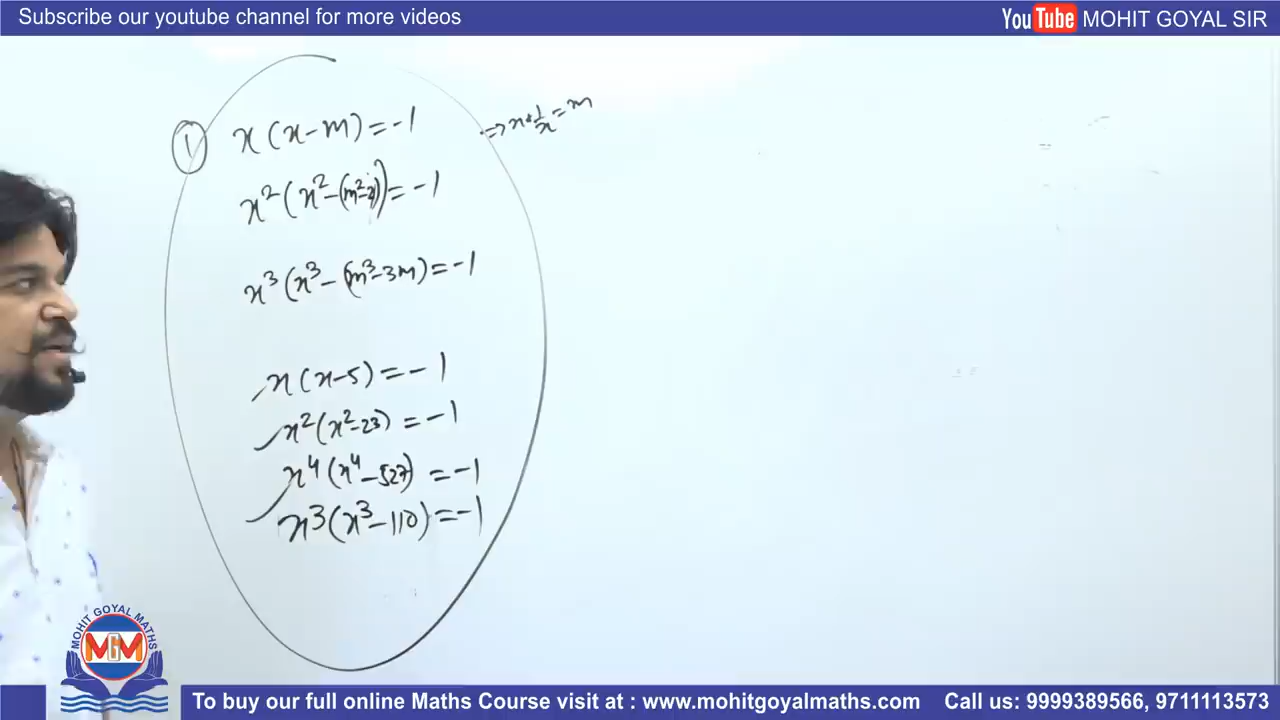 Subscribe our youtube channel for more videos
YouTube MOHIT GOYAL SIR
① x(x-m)=-1 ⇒x+1/x=m
x²(x²-(m²-2))=-1
x³(x³-(m³-3m)=-1
x(x-5)=-1
x²(x²-23)=-1
x⁴(x⁴-527)=-1
x³(x³-110)=-1
MOHIT GOYAL MATHS
MGM
To buy our full online Maths Course visit at : www.mohitgoyalmaths.com Call us: 9999389566, 9711113573